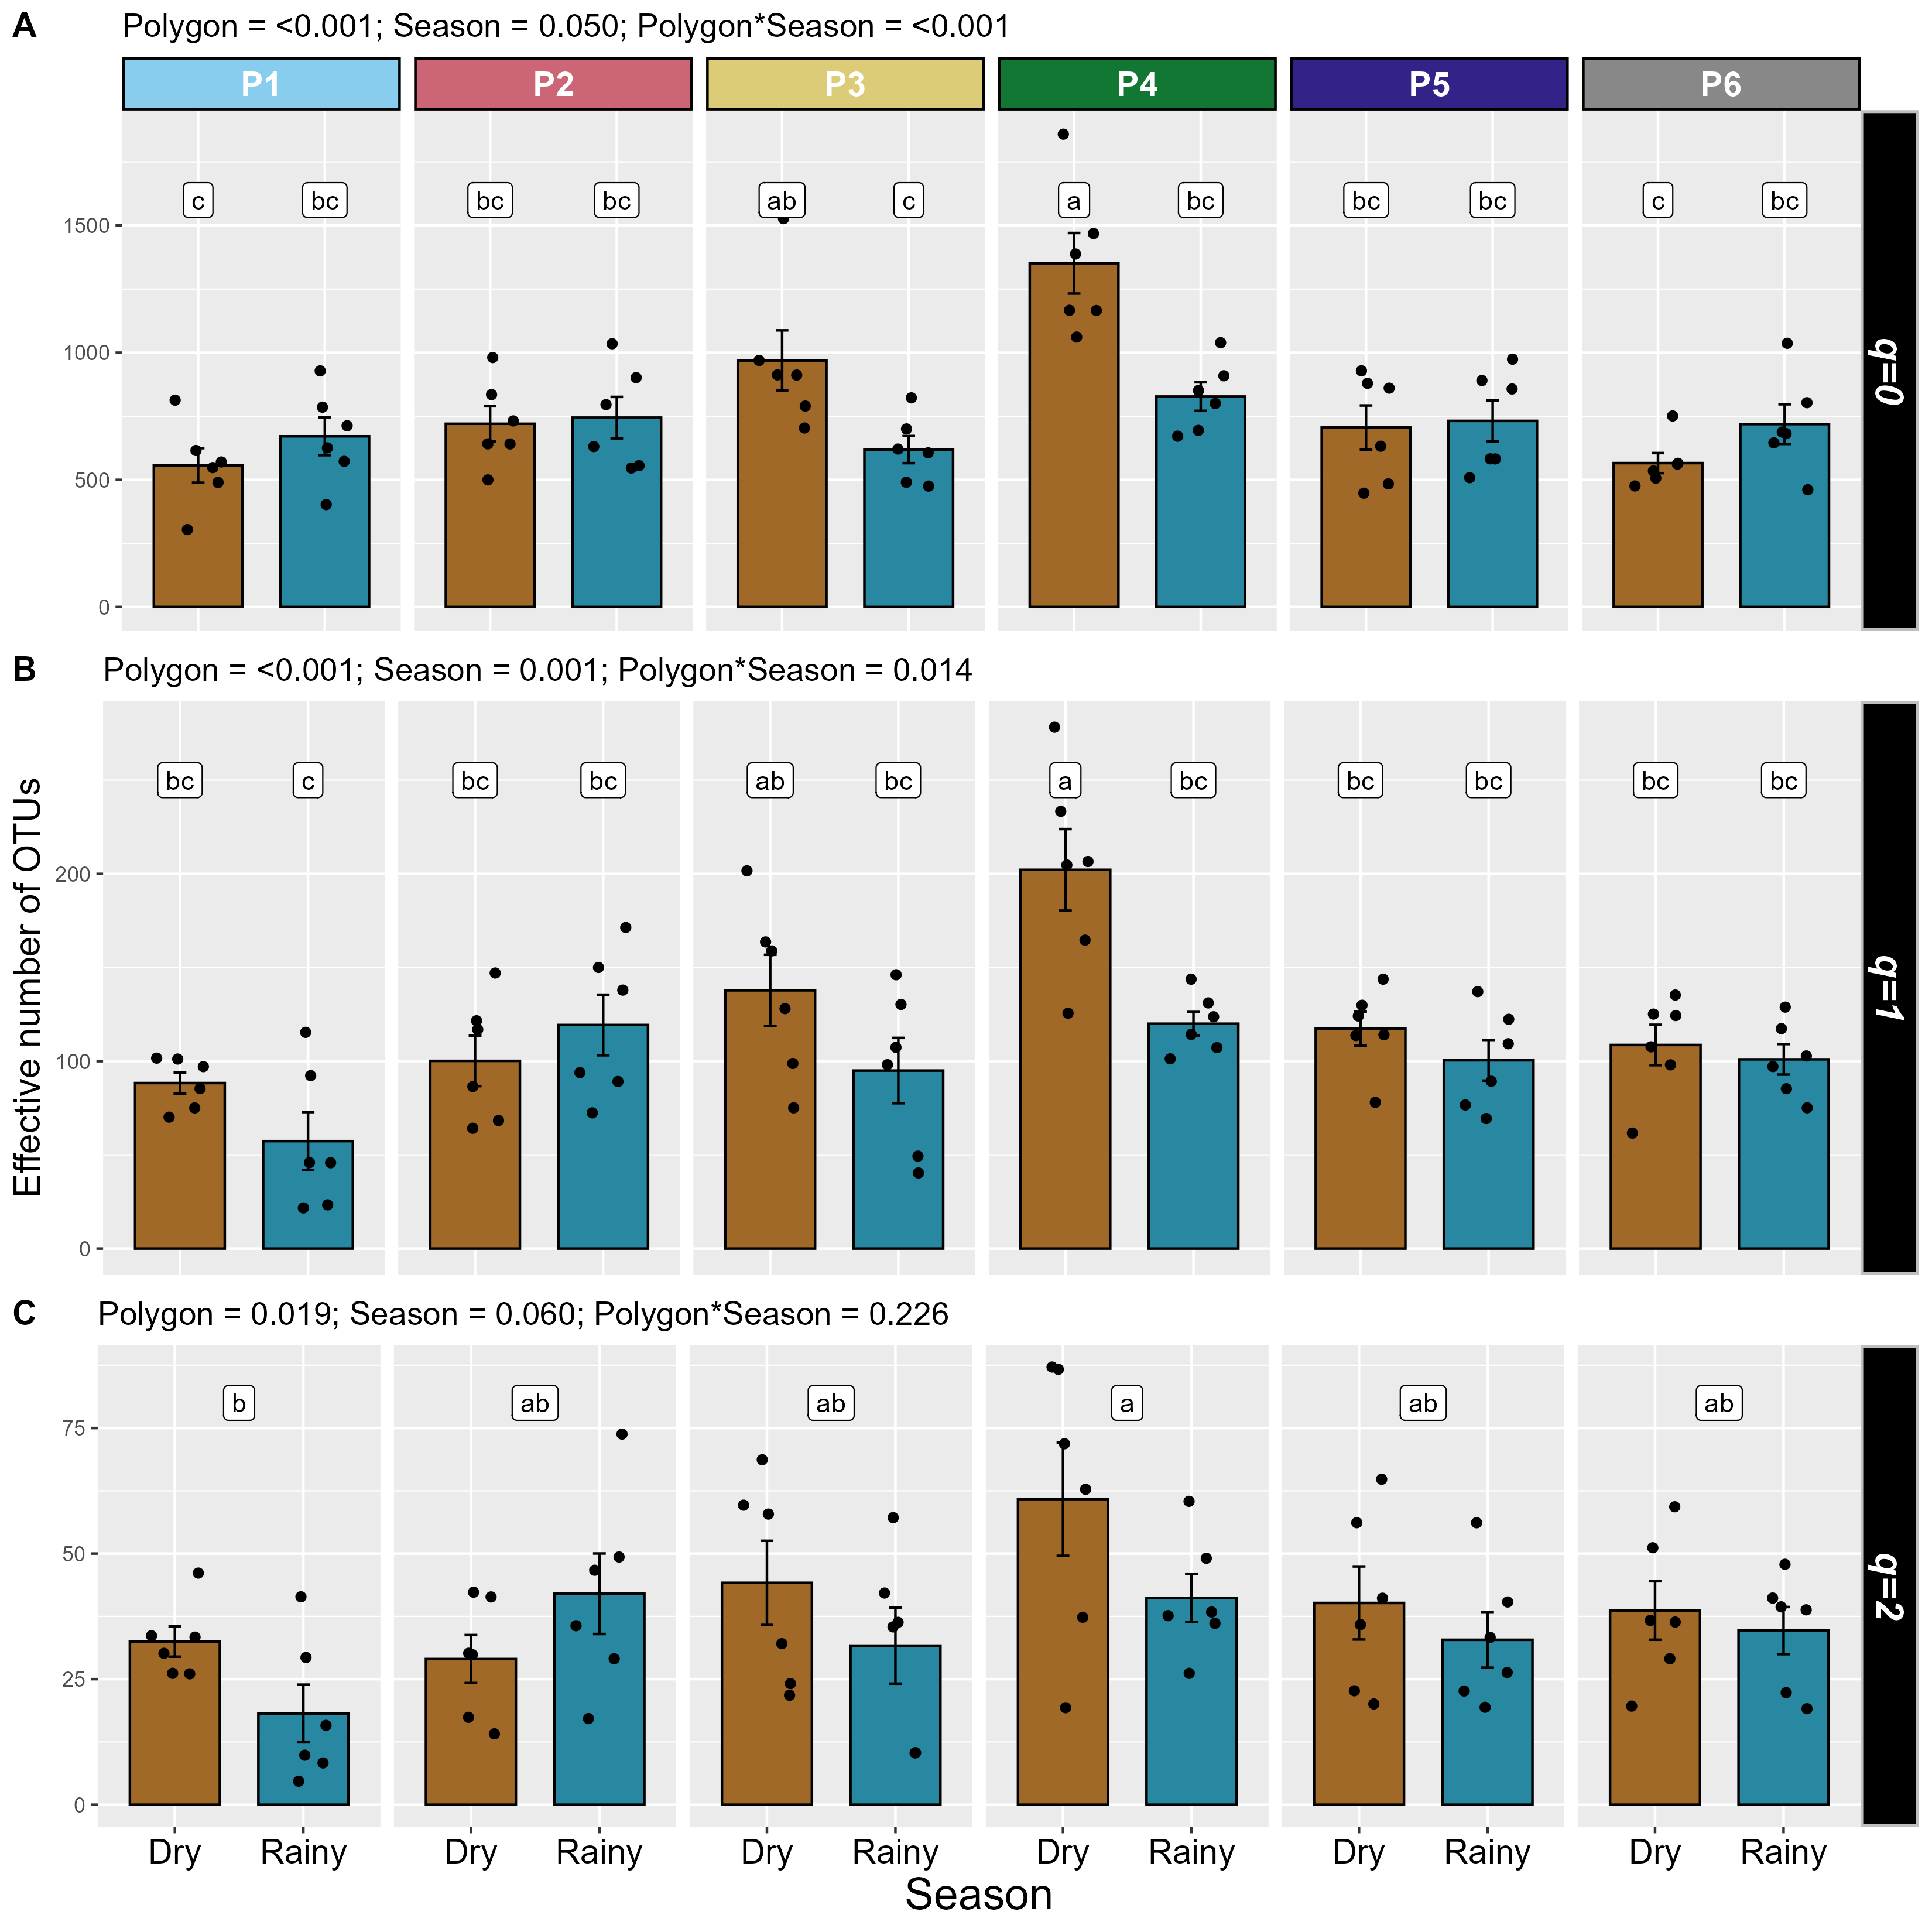 A Polygon = <0.001; Season = 0.050; Polygon*Season = <0.001
P1 P2 P3 P4 P5 P6
c bc bc bc ab c a bc bc bc c bc
1500
1000
500
0
q=0
B Polygon = <0.001; Season = 0.001; Polygon*Season = 0.014
bc c bc bc ab bc a bc bc bc bc bc
200
100
0
q=1
Effective number of OTUs
C Polygon = 0.019; Season = 0.060; Polygon*Season = 0.226
b ab ab a ab ab
75
50
25
0
q=2
Dry Rainy Dry Rainy Dry Rainy Dry Rainy Dry Rainy Dry Rainy
Season